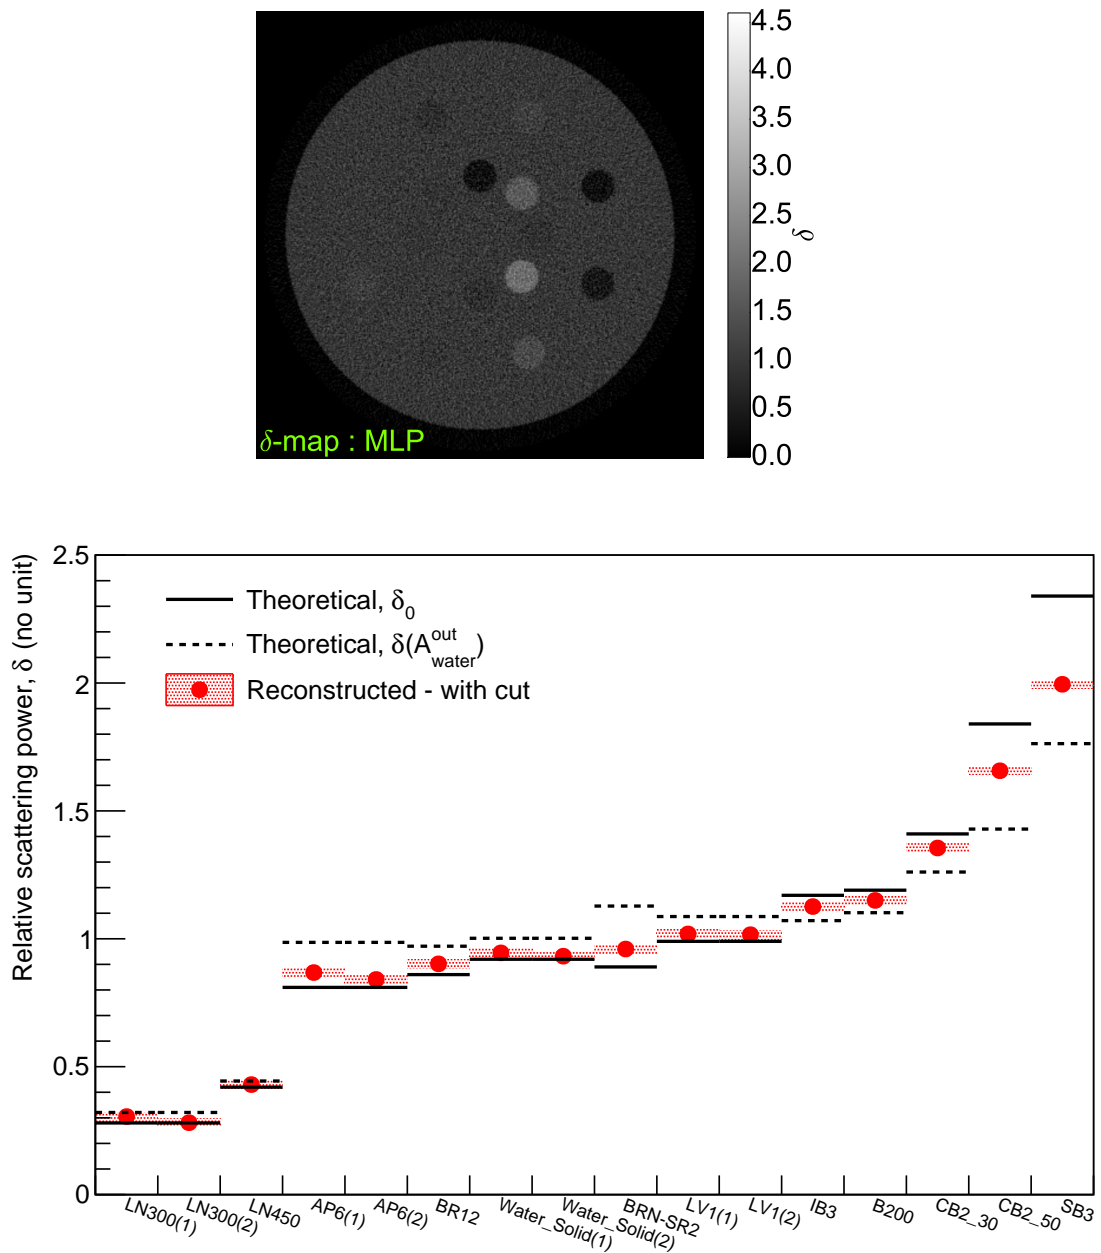 4.5
4.0
3.5
3.0
2.5
2.0
1.5
1.0
0.5
0.0
δ
δ-map : MLP
Relative scattering power, δ (no unit)
2.5
2
1.5
1
0.5
0
Theoretical, δ₀
Theoretical, δ(A^out_water)
Reconstructed - with cut
LN300(1)
LN300(2)
LN450
AP6(1)
AP6(2)
BR12
Water_Solid(1)
Water_Solid(2)
BRN-SR2
LV1(1)
LV1(2)
IB3
B200
CB2_30
CB2_50
SB3